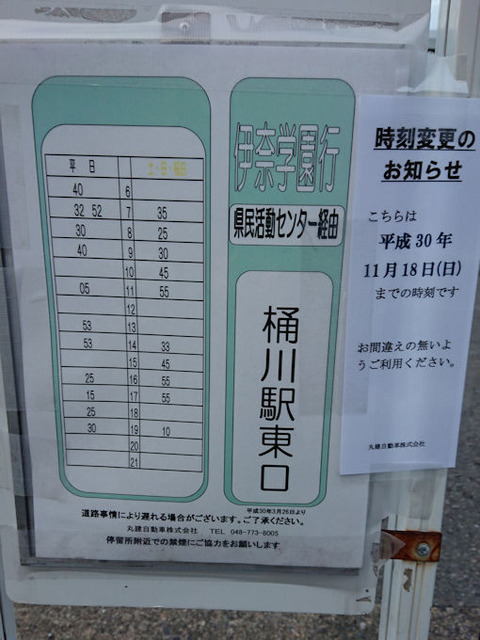 平日 土・日・祝日
40 6
32 52 7 35
30 8 25
40 9 30
10 45
05 11 55
12
53 13
53 14 33
15 45
25 16 55
15 17 55
25 18
30 19 10
20
21
伊奈学園行
県民活動センター経由
桶川駅東口
平成30年3月26日より
道路事情により遅れる場合がございます。ご了承ください。
丸建自動車株式会社 TEL 048-773-8005
停留所附近での禁煙にご協力をお願いします
時刻変更の
お知らせ
こちらは
平成30年
11月18日(日)
までの時刻です
お間違えの無いよ
うご利用ください。
丸建自動車株式会社